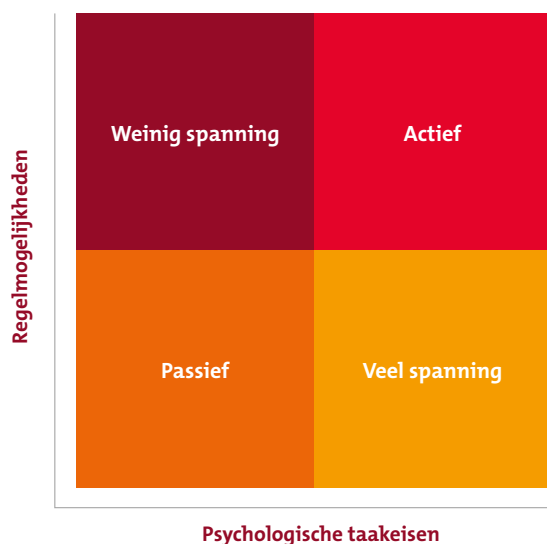 Regelmogelijkheden
Weinig spanning
Actief
Passief
Veel spanning
Psychologische taakeisen